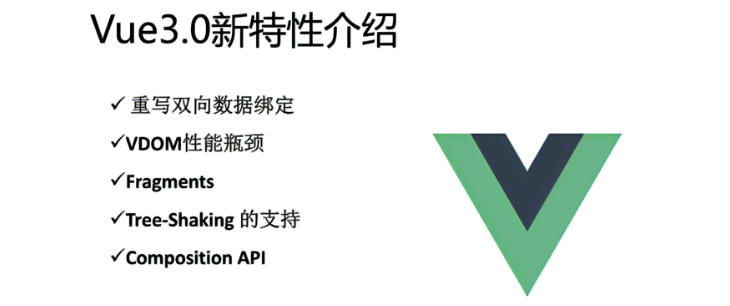 Vue3.0新特性介绍
✓ 重写双向数据绑定
✓VDOM性能瓶颈
✓Fragments
✓Tree-Shaking 的支持
✓Composition API